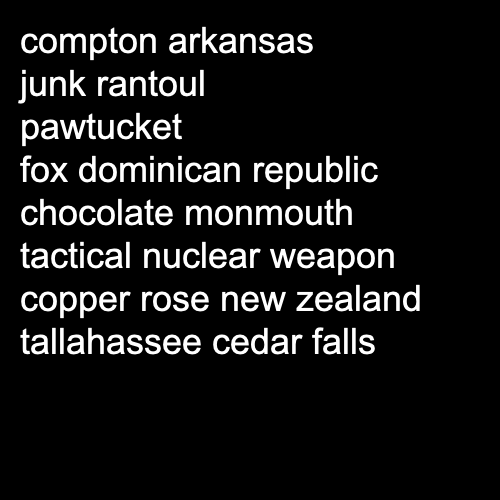 compton arkansas
junk rantoul
pawtucket
fox dominican republic
chocolate monmouth
tactical nuclear weapon
copper rose new zealand
tallahassee cedar falls